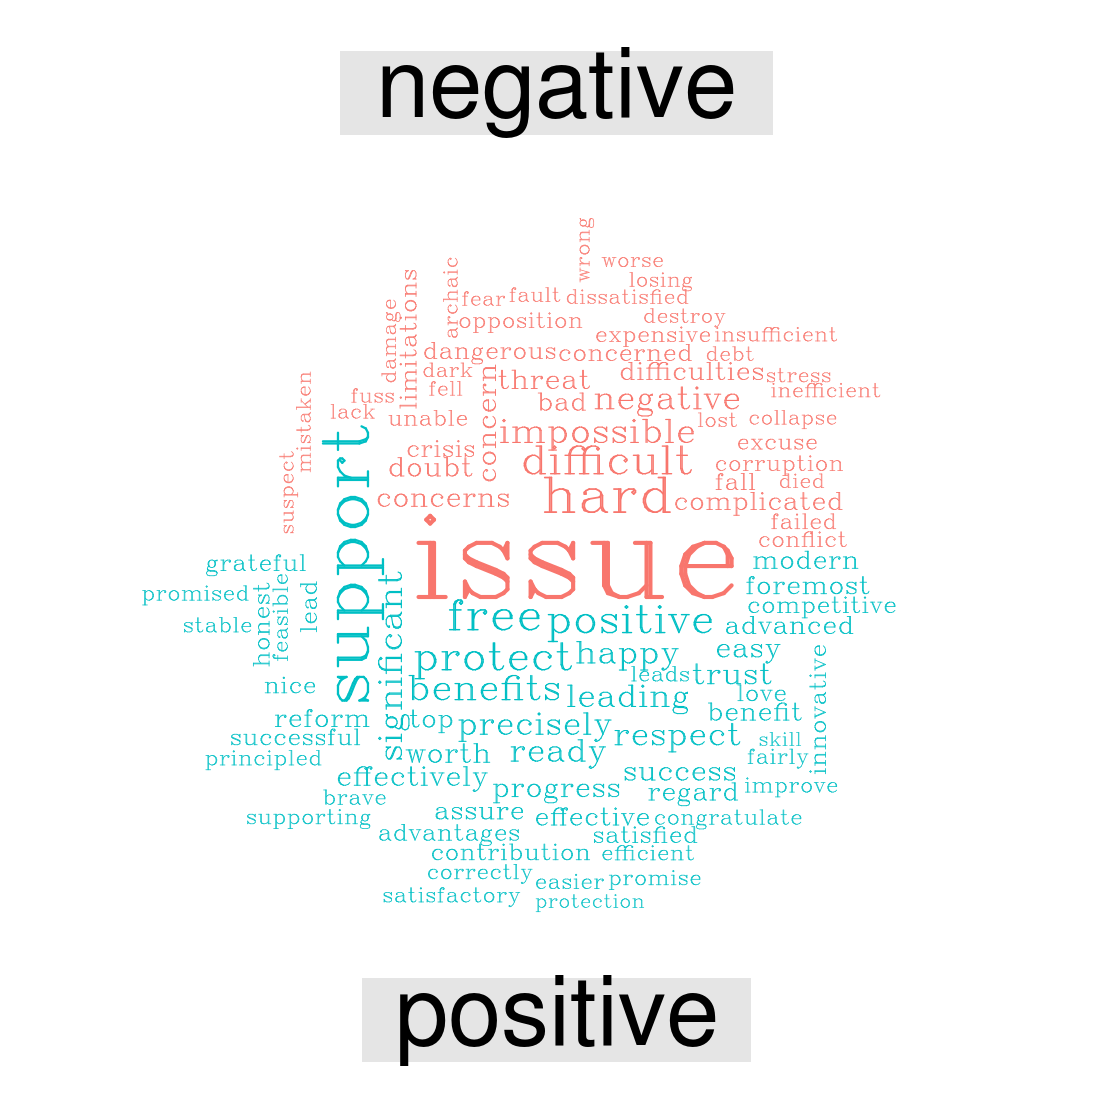 negative
wrong
worse
losing
archaic
fear
fault
dissatisfied
damage
limitations
opposition
destroy
expensive
insufficient
dangerous
concerned
debt
dark
concern
threat
difficulties
stress
mistaken
fuss
fell
bad
negative
inefficient
lack
unable
impossible
lost
collapse
crisis
excuse
suspect
doubt
difficult
corruption
fall
died
concerns
hard
complicated
failed
conflict
issue
support
grateful
modern
promised
honest
feasible
lead
significant
foremost
stable
free
positive
competitive
advanced
protect
happy
easy
nice
benefits
leads
trust
innovative
leading
love
reform
top
precisely
benefit
successful
respect
skill
principled
worth
ready
fairly
effectively
success
brave
progress
regard
improve
supporting
assure
effective
congratulate
advantages
satisfied
contribution
efficient
correctly
easier
promise
satisfactory
protection
positive